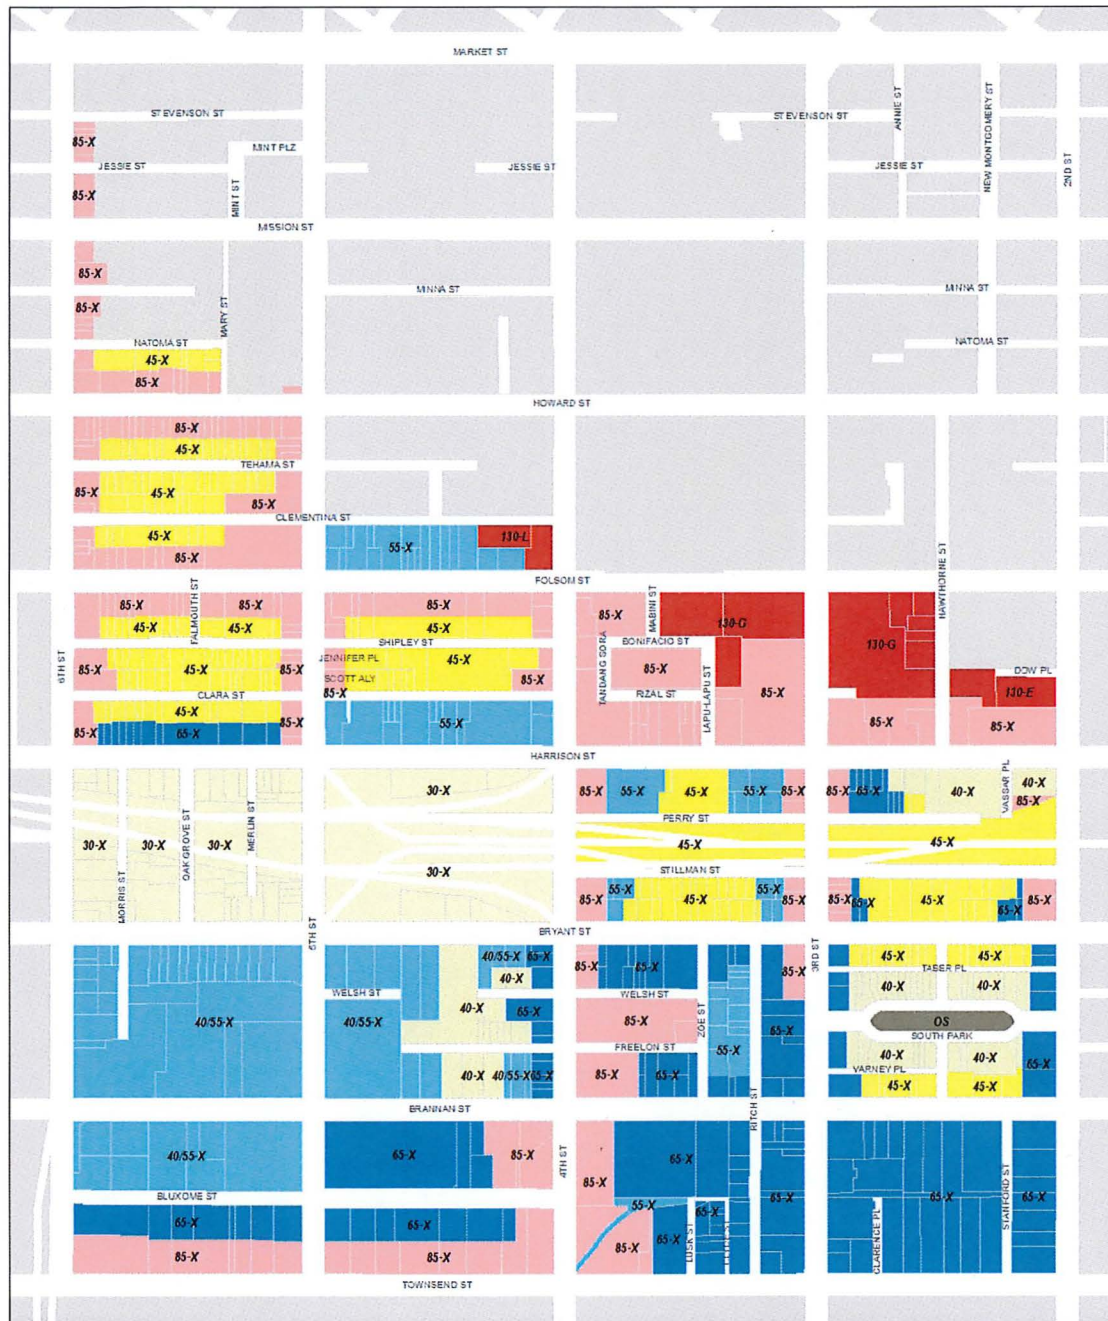 MARKET ST
STEVENSON ST
STEVENSON ST
ANNIE ST
NEW MONTGOMERY ST
85-X
MINT PLZ
JESSIE ST
JESSIE ST
JESSIE ST
2ND ST
85-X
MINT ST
MISSION ST
85-X
MINNA ST
MINNA ST
85-X
MARY ST
NATOMA ST
NATOMA ST
45-X
85-X
HOWARD ST
85-X
45-X
TEHAMA ST
85-X
45-X
85-X
CLEMENTINA ST
45-X
85-X
55-X
130-L
HAWTHORNE ST
FOLSOM ST
85-X
FALMOUTH ST
85-X
85-X
85-X
MABINI ST
130-G
45-X
45-X
45-X
SHIPLEY ST
BONIFACIO ST
130-G
6TH ST
85-X
45-X
85-X
JENNIFER PL
45-X
TANDANG SORA
85-X
85-X
DOW PL
SCOTT ALY
85-X
CLARA ST
85-X
RIZAL ST
LAPU-LAPU ST
130-E
45-X
85-X
65-X
85-X
55-X
85-X
85-X
HARRISON ST
30-X
85-X
55-X
45-X
55-X
85-X
85-X
65-X
40-X
VASSAR PL
40-X
85-X
OAK GROVE ST
MERLIN ST
PERRY ST
30-X
30-X
30-X
45-X
45-X
30-X
STILLMAN ST
MORRIS ST
85-X
55-X
45-X
55-X
85-X
85-X
65-X
45-X
65-X
85-X
5TH ST
BRYANT ST
3RD ST
40/55-X
65-X
85-X
65-X
85-X
45-X
45-X
TABER PL
40-X
40-X
40-X
WELSH ST
WELSH ST
40/55-X
40/55-X
40-X
65-X
85-X
ZOE ST
65-X
OS
SOUTH PARK
FREELON ST
55-X
40-X
40-X
40-X
40/55-X
65-X
85-X
65-X
VARNEY PL
65-X
45-X
45-X
BRANNAN ST
RITCH ST
40/55-X
65-X
85-X
4TH ST
85-X
65-X
BLUXOME ST
55-X
65-X
65-X
65-X
STANFORD ST
65-X
65-X
65-X
65-X
85-X
85-X
85-X
65-X
LUSK ST
CLARENCE PL
TOWNSEND ST